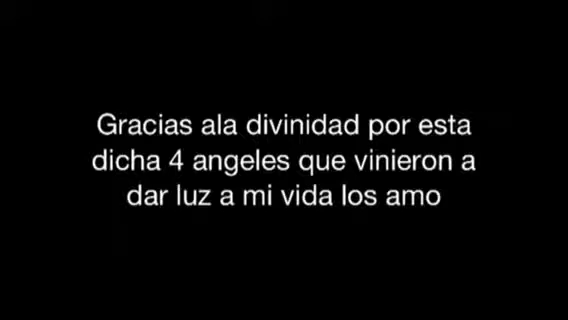 Gracias ala divinidad por esta
dicha 4 angeles que vinieron a
dar luz a mi vida los amo